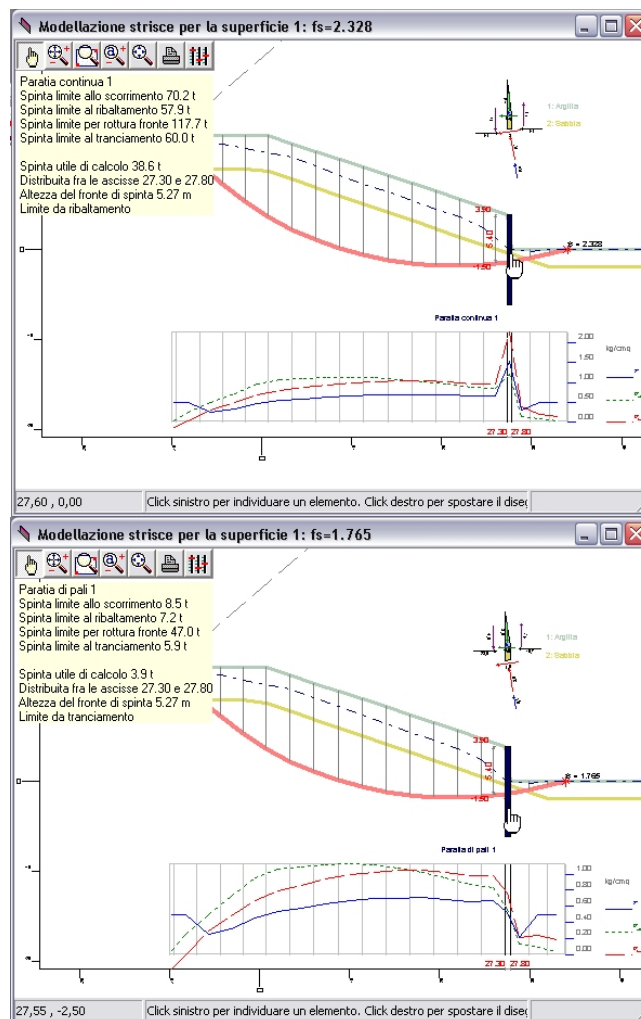 Modellazione strisce per la superficie 1: fs=2.328
Paratia continua 1
Spinta limite allo scorrimento 70.2 t
Spinta limite al ribaltamento 57.9 t
Spinta limite per rottura fronte 117.7 t
Spinta limite al tranciamento 60.0 t
Spinta utile di calcolo 38.6 t
Distribuita fra le ascisse 27.30 e 27.80
Altezza del fronte di spinta 5.27 m
Limite da ribaltamento
1: Argilla
2: Sabbia
3.90
5.40
-1.50
fs = 2.328
Paratia continua 1
2.00
kg/cmq
1.50
1.00
0.50
0.00
27.30 27.80
27,60 , 0,00
Click sinistro per individuare un elemento. Click destro per spostare il diseg
Modellazione strisce per la superficie 1: fs=1.765
Paratia di pali 1
Spinta limite allo scorrimento 8.5 t
Spinta limite al ribaltamento 7.2 t
Spinta limite per rottura fronte 47.0 t
Spinta limite al tranciamento 5.9 t
Spinta utile di calcolo 3.9 t
Distribuita fra le ascisse 27.30 e 27.80
Altezza del fronte di spinta 5.27 m
Limite da tranciamento
1: Argilla
2: Sabbia
3.90
5.40
-1.50
fs = 1.765
Paratia di pali 1
1.00
0.80
kg/cmq
0.60
0.40
0.20
0.00
27.30 27.80
27,55 , -2,50
Click sinistro per individuare un elemento. Click destro per spostare il diseg